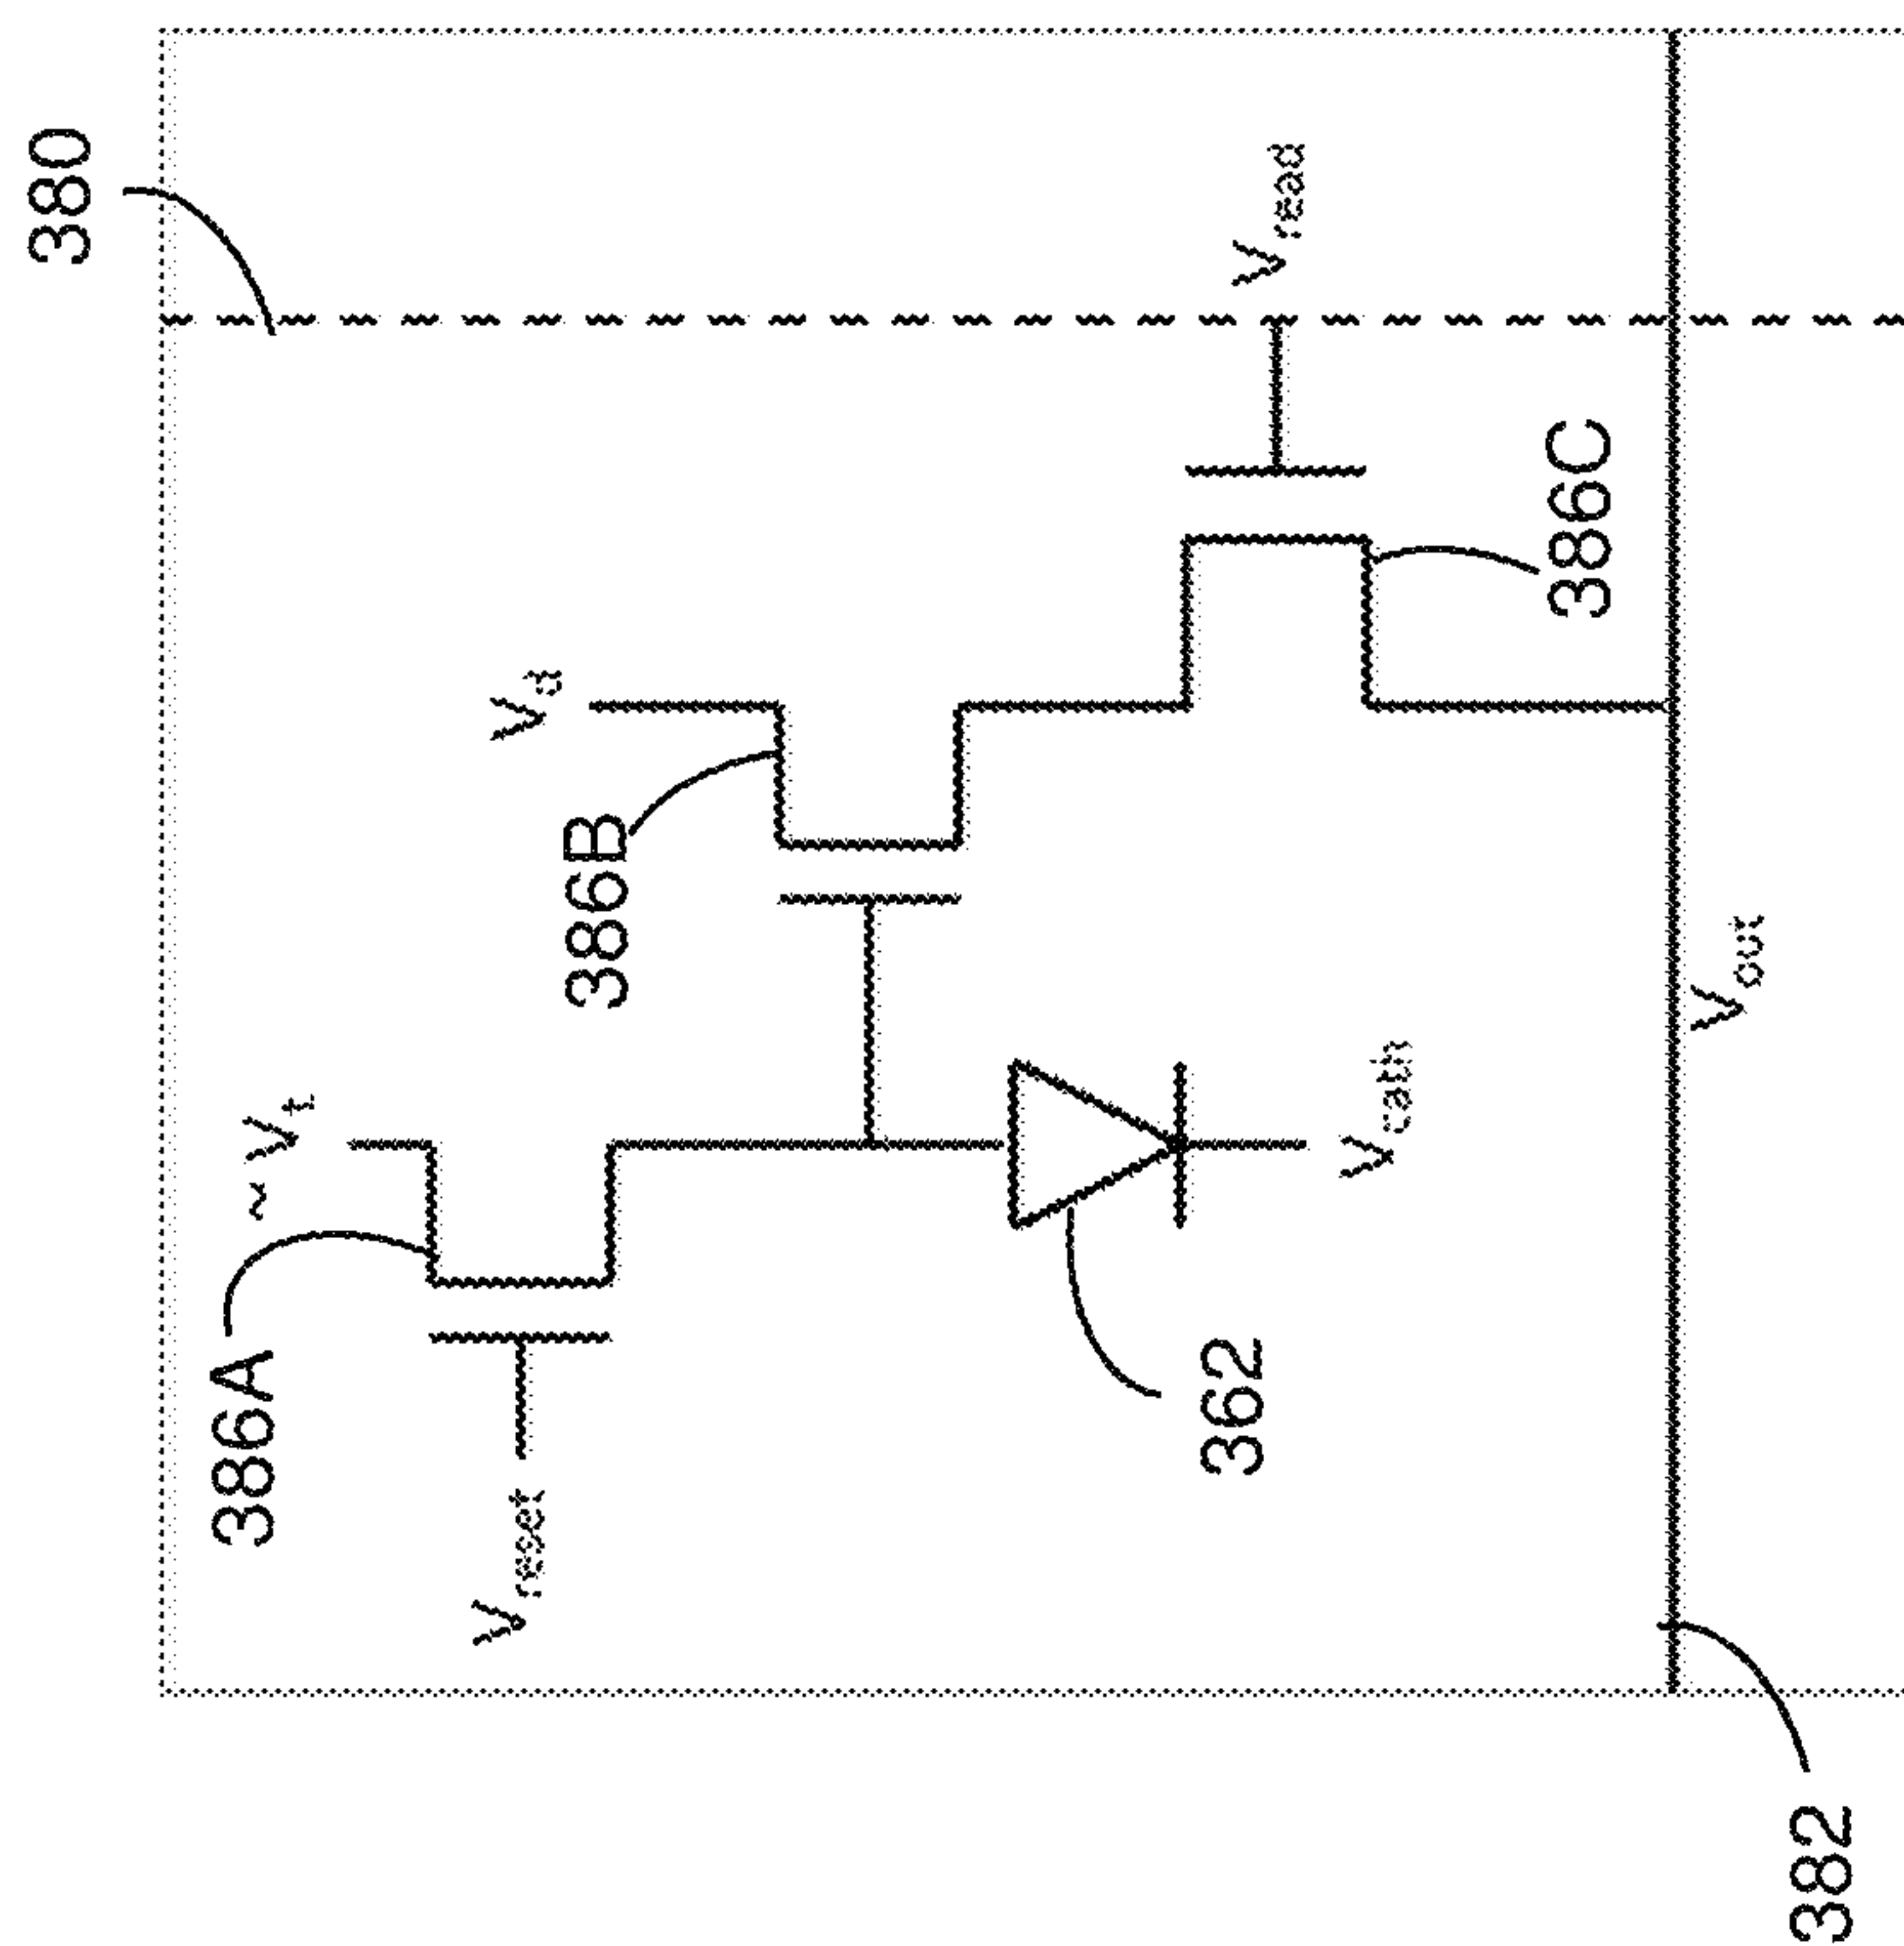 380
V_read
386C
V_d
386B
~ V_t
386A
V_reset
V_cath
362
V_out
382